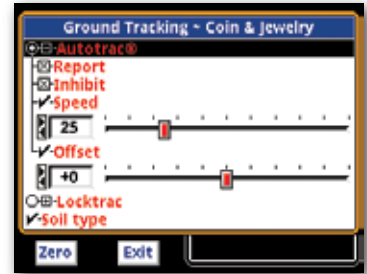 Ground Tracking ~ Coin & Jewelry
Autotrac®
Report
Inhibit
Speed
25
Offset
+0
Locktrac
Soil type
Zero Exit